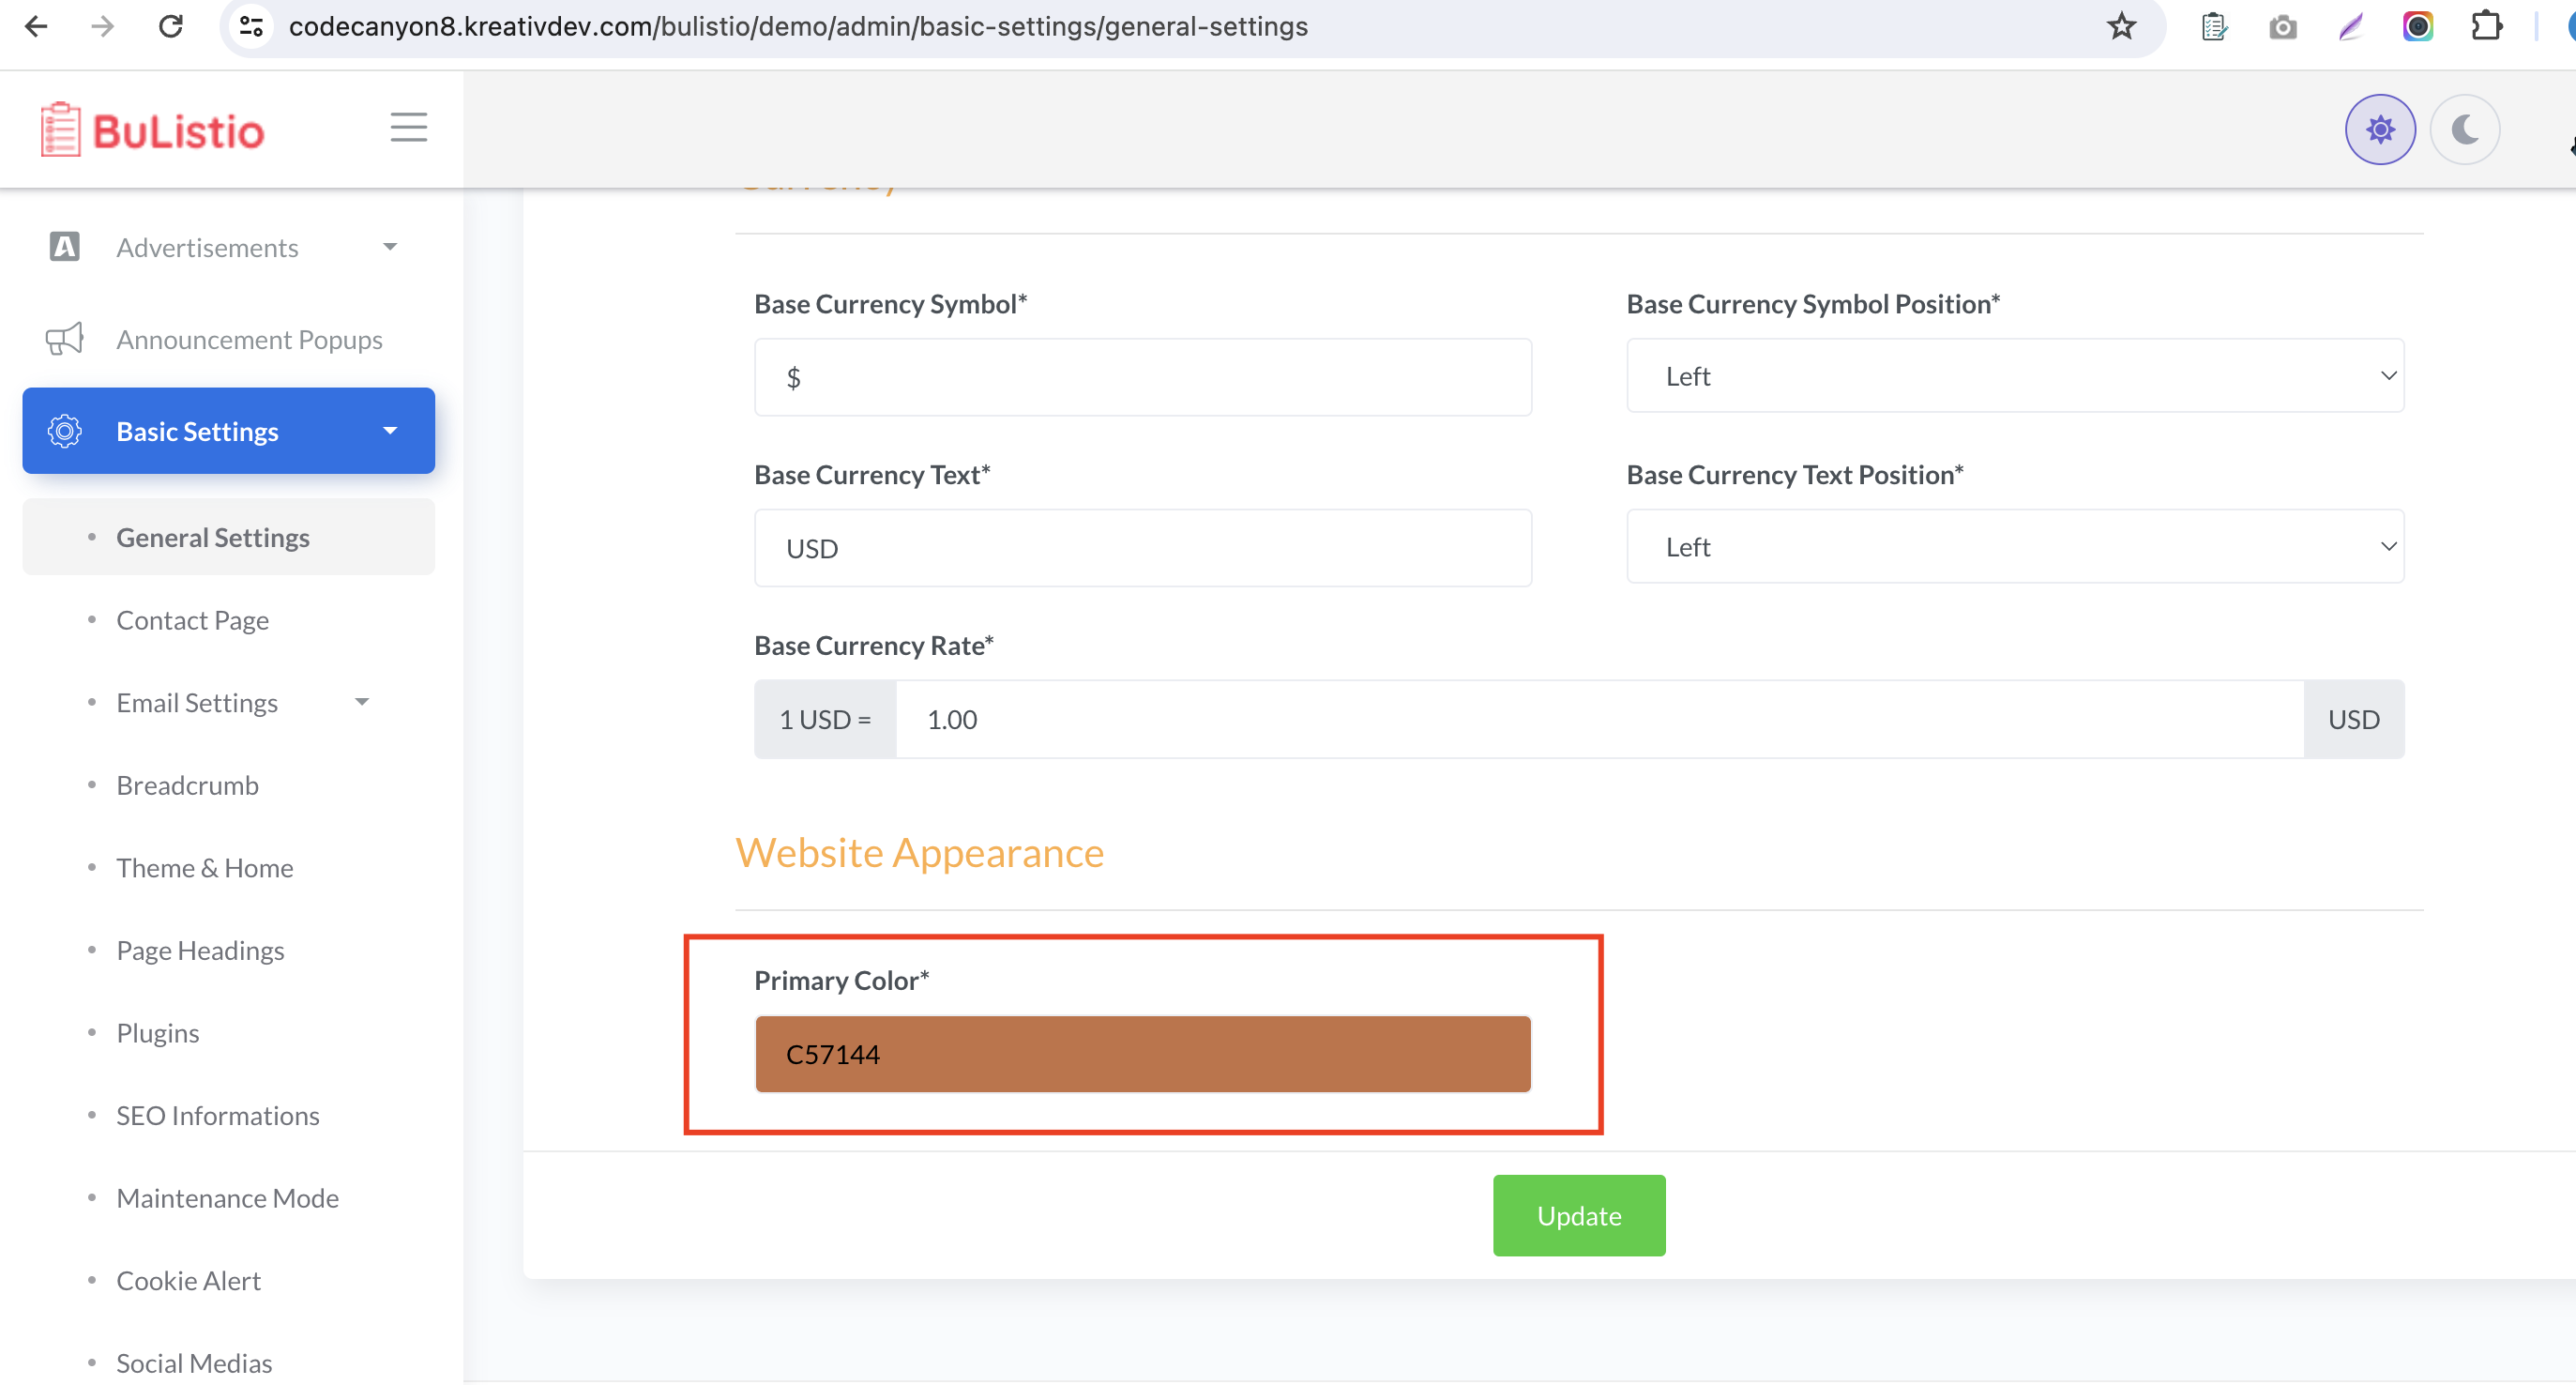 codecanyon8.kreativdev.com/bulistio/demo/admin/basic-settings/general-settings
BuListio
Advertisements
Announcement Popups
Basic Settings
General Settings
Contact Page
Email Settings
Breadcrumb
Theme & Home
Page Headings
Plugins
SEO Informations
Maintenance Mode
Cookie Alert
Social Medias
Base Currency Symbol*
$
Base Currency Symbol Position*
Left
Base Currency Text*
USD
Base Currency Text Position*
Left
Base Currency Rate*
1 USD = 1.00 USD
Website Appearance
Primary Color*
C57144
Update